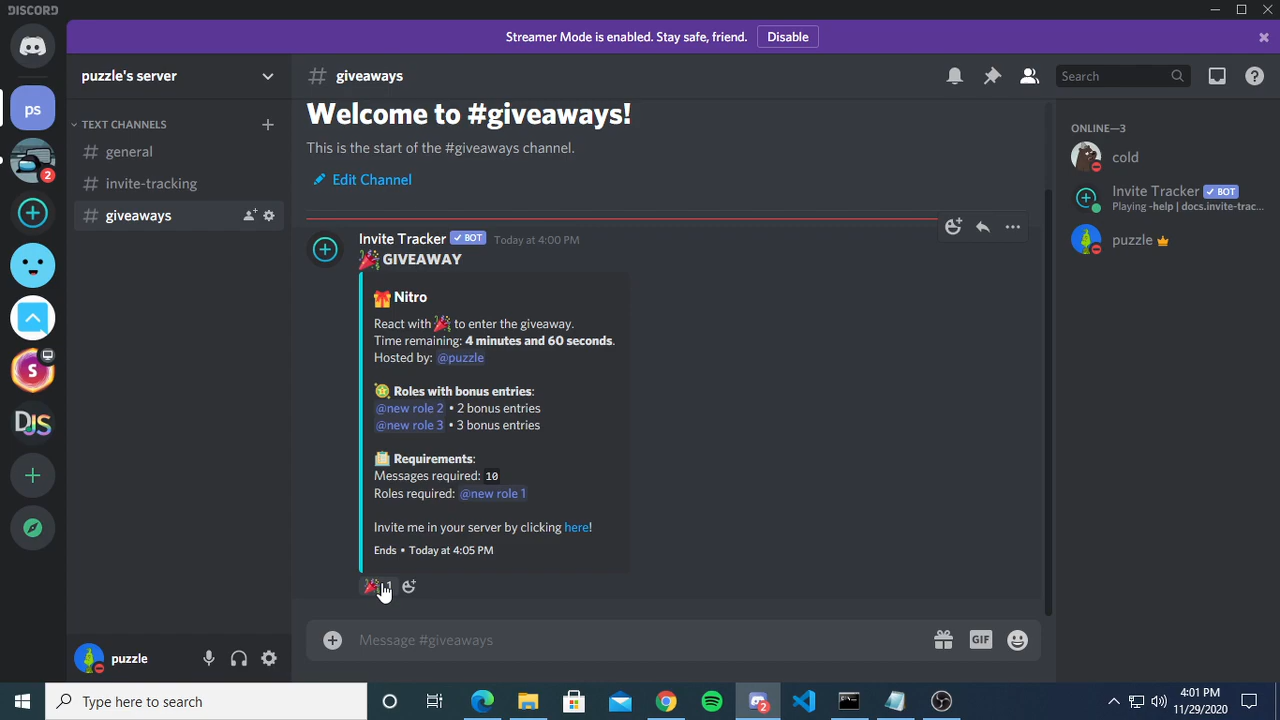 DISCORD
Streamer Mode is enabled. Stay safe, friend.
Disable
ps
2
S
DJS
puzzle's server
TEXT CHANNELS
general
invite-tracking
giveaways
puzzle
# giveaways
Search
Welcome to #giveaways!
This is the start of the #giveaways channel.
Edit Channel
Invite Tracker ✓ BOT Today at 4:00 PM
🎉 GIVEAWAY
🎁 Nitro
React with 🎉 to enter the giveaway.
Time remaining: 4 minutes and 60 seconds.
Hosted by: @puzzle
Roles with bonus entries:
@new role 2 • 2 bonus entries
@new role 3 • 3 bonus entries
Requirements:
Messages required: 10
Roles required: @new role 1
Invite me in your server by clicking here!
Ends • Today at 4:05 PM
1
Message #giveaways
GIF
ONLINE—3
cold
Invite Tracker ✓ BOT
Playing -help | docs.invite-trac...
puzzle
Type here to search
2
4:01 PM
11/29/2020